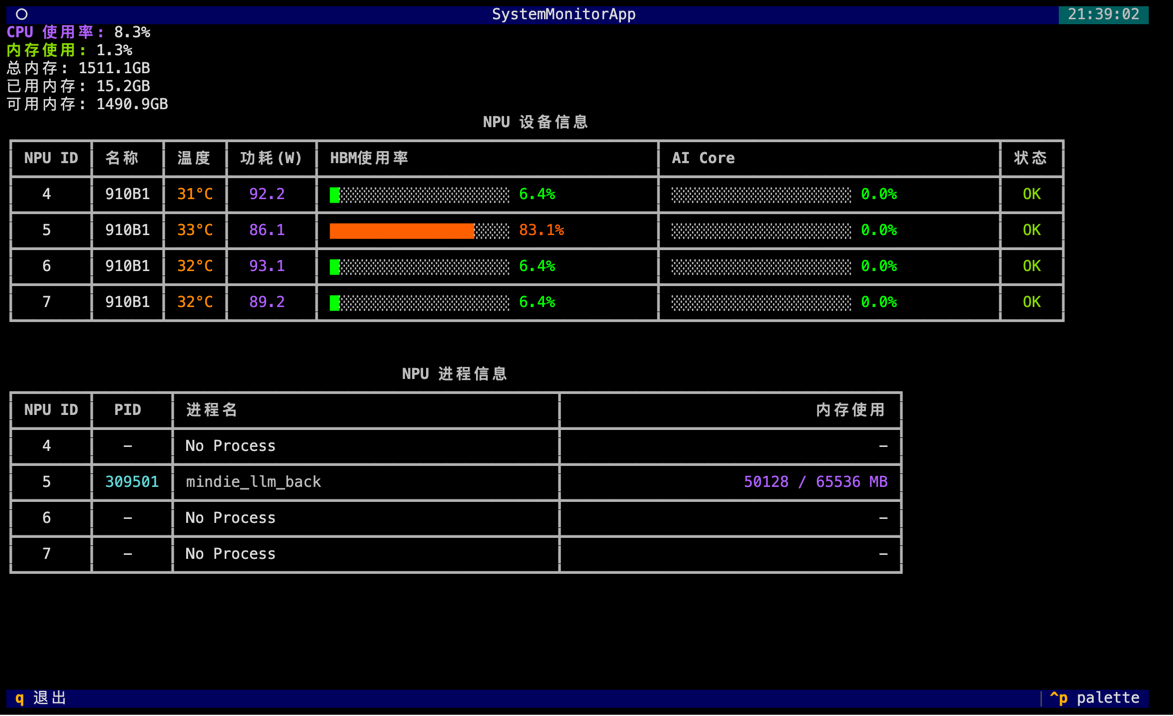 SystemMonitorApp 21:39:02
CPU 使用率: 8.3%
内存使用: 1.3%
总内存: 1511.1GB
已用内存: 15.2GB
可用内存: 1490.9GB
NPU 设备信息
NPU ID 名称 温度 功耗(W) HBM使用率 AI Core 状态
4 910B1 31°C 92.2 6.4% 0.0% OK
5 910B1 33°C 86.1 83.1% 0.0% OK
6 910B1 32°C 93.1 6.4% 0.0% OK
7 910B1 32°C 89.2 6.4% 0.0% OK
NPU 进程信息
NPU ID PID 进程名 内存使用
4 – No Process –
5 309501 mindie_llm_back 50128 / 65536 MB
6 – No Process –
7 – No Process –
q 退出 ^p palette